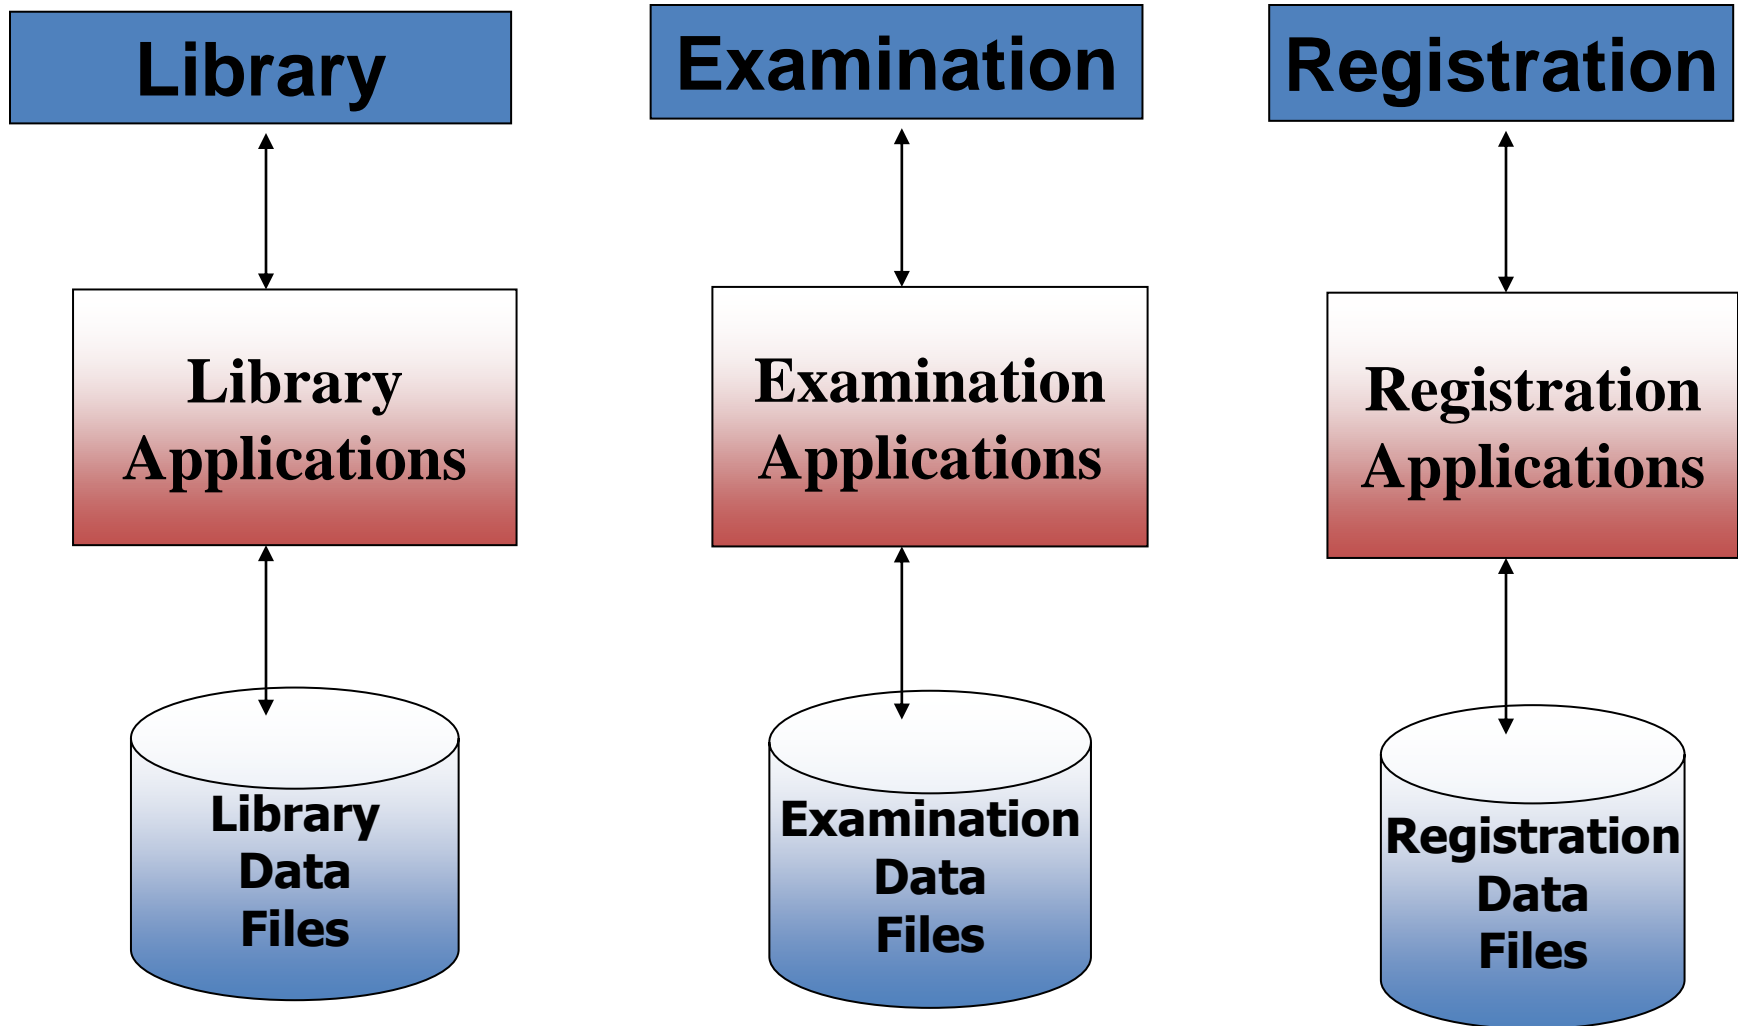 Library
Examination
Registration
Library
Applications
Examination
Applications
Registration
Applications
Library
Data
Files
Examination
Data
Files
Registration
Data
Files